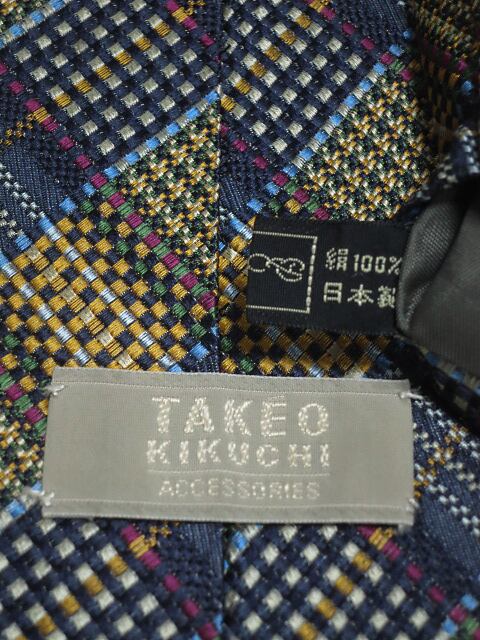 絹100%
日本製
TAKEO
KIKUCHI
ACCESSORIES